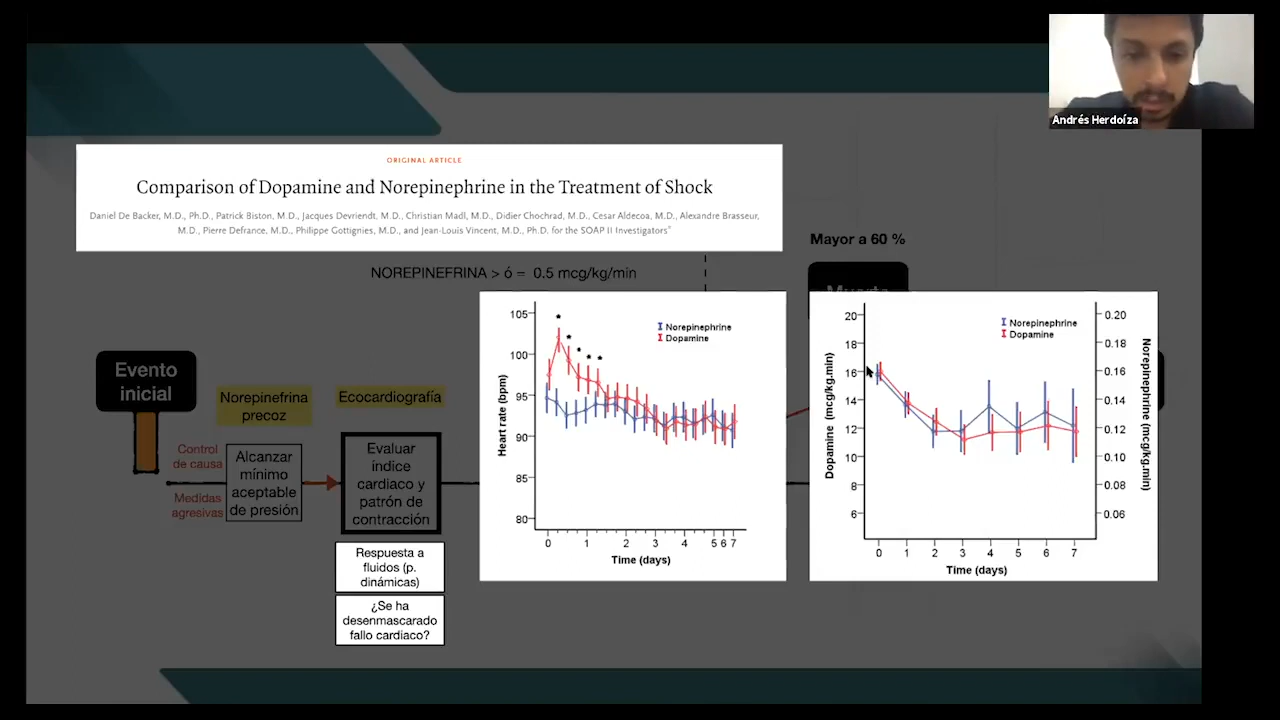 Andrés Herdoíza
ORIGINAL ARTICLE
Comparison of Dopamine and Norepinephrine in the Treatment of Shock
Daniel De Backer, M.D., Ph.D., Patrick Biston, M.D., Jacques Devriendt, M.D., Christian Madl, M.D., Didier Chochrad, M.D., Cesar Aldecoa, M.D., Alexandre Brasseur,
M.D., Pierre Defrance, M.D., Philippe Gottignies, M.D., and Jean-Louis Vincent, M.D., Ph.D. for the SOAP II Investigators*
Mayor a 60 %
NOREPINEFRINA > ó = 0.5 mcg/kg/min
Muerte
Evento
inicial
Norepinefrina
precoz
Ecocardiografía
Control
de causa
Medidas
agresivas
Alcanzar
mínimo
aceptable
de presión
Evaluar
índice
cardiaco y
patrón de
contracción
Respuesta a
fluidos (p.
dinámicas)
¿Se ha
desenmascarado
fallo cardiaco?
Norepinephrine
Dopamine
Heart rate (bpm)
105
100
95
90
85
80
0 1 2 3 4 5 6 7
Time (days)
Norepinephrine
Dopamine
Dopamine (mcg/kg.min)
20
18
16
14
12
10
8
6
0.20
0.18
0.16
0.14
0.12
0.10
0.08
0.06
Norepinephrine (mcg/kg.min)
0 1 2 3 4 5 6 7
Time (days)